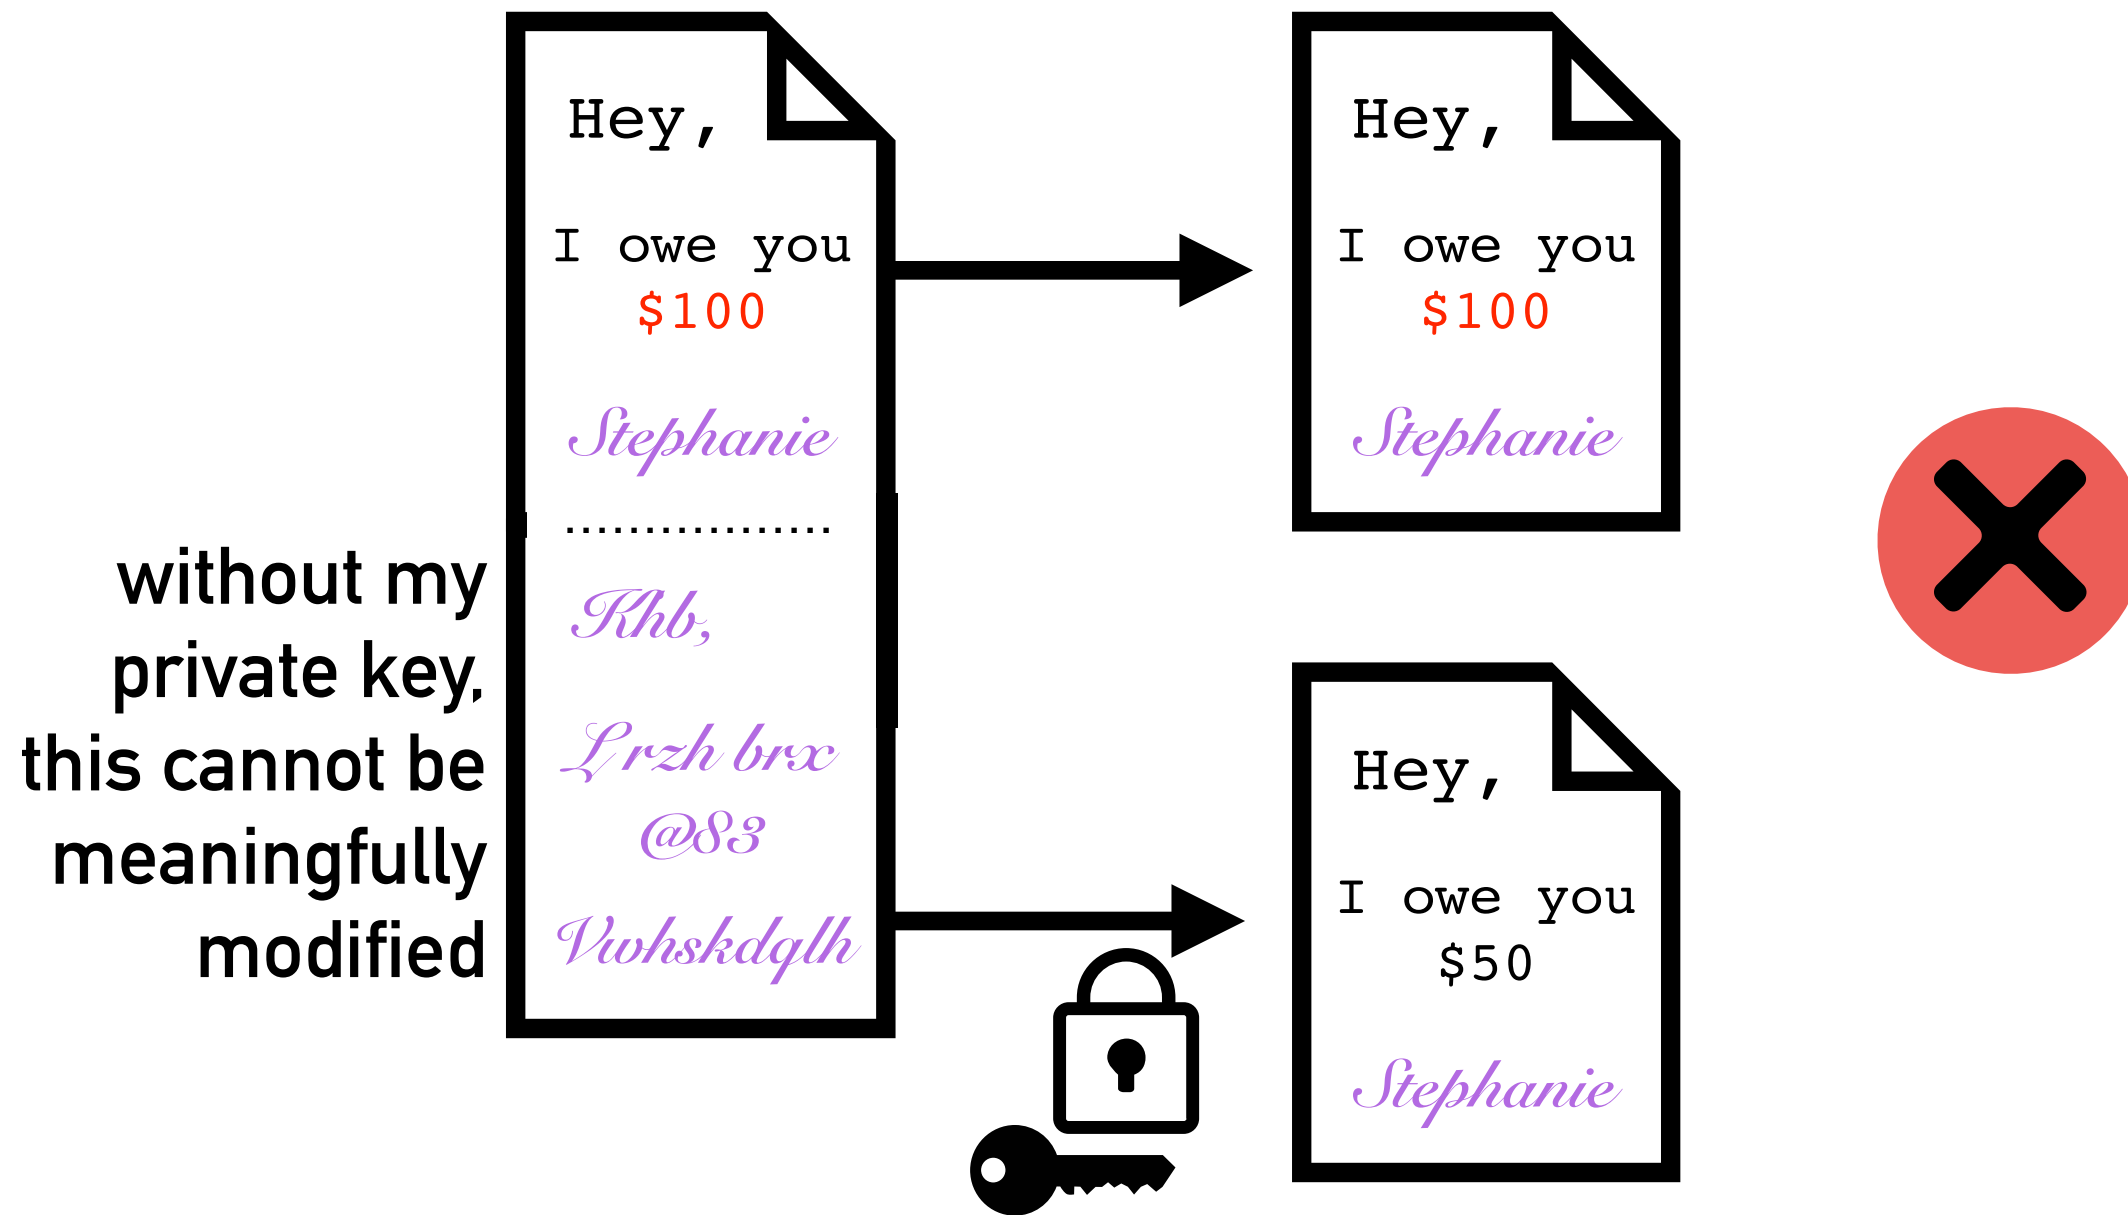 without my
private key,
this cannot be
meaningfully
modified
Hey,
I owe you
$100
Stephanie
.................
Khb,
L rzh brx
@83
Vwhskdqlh
Hey,
I owe you
$100
Stephanie
Hey,
I owe you
$50
Stephanie